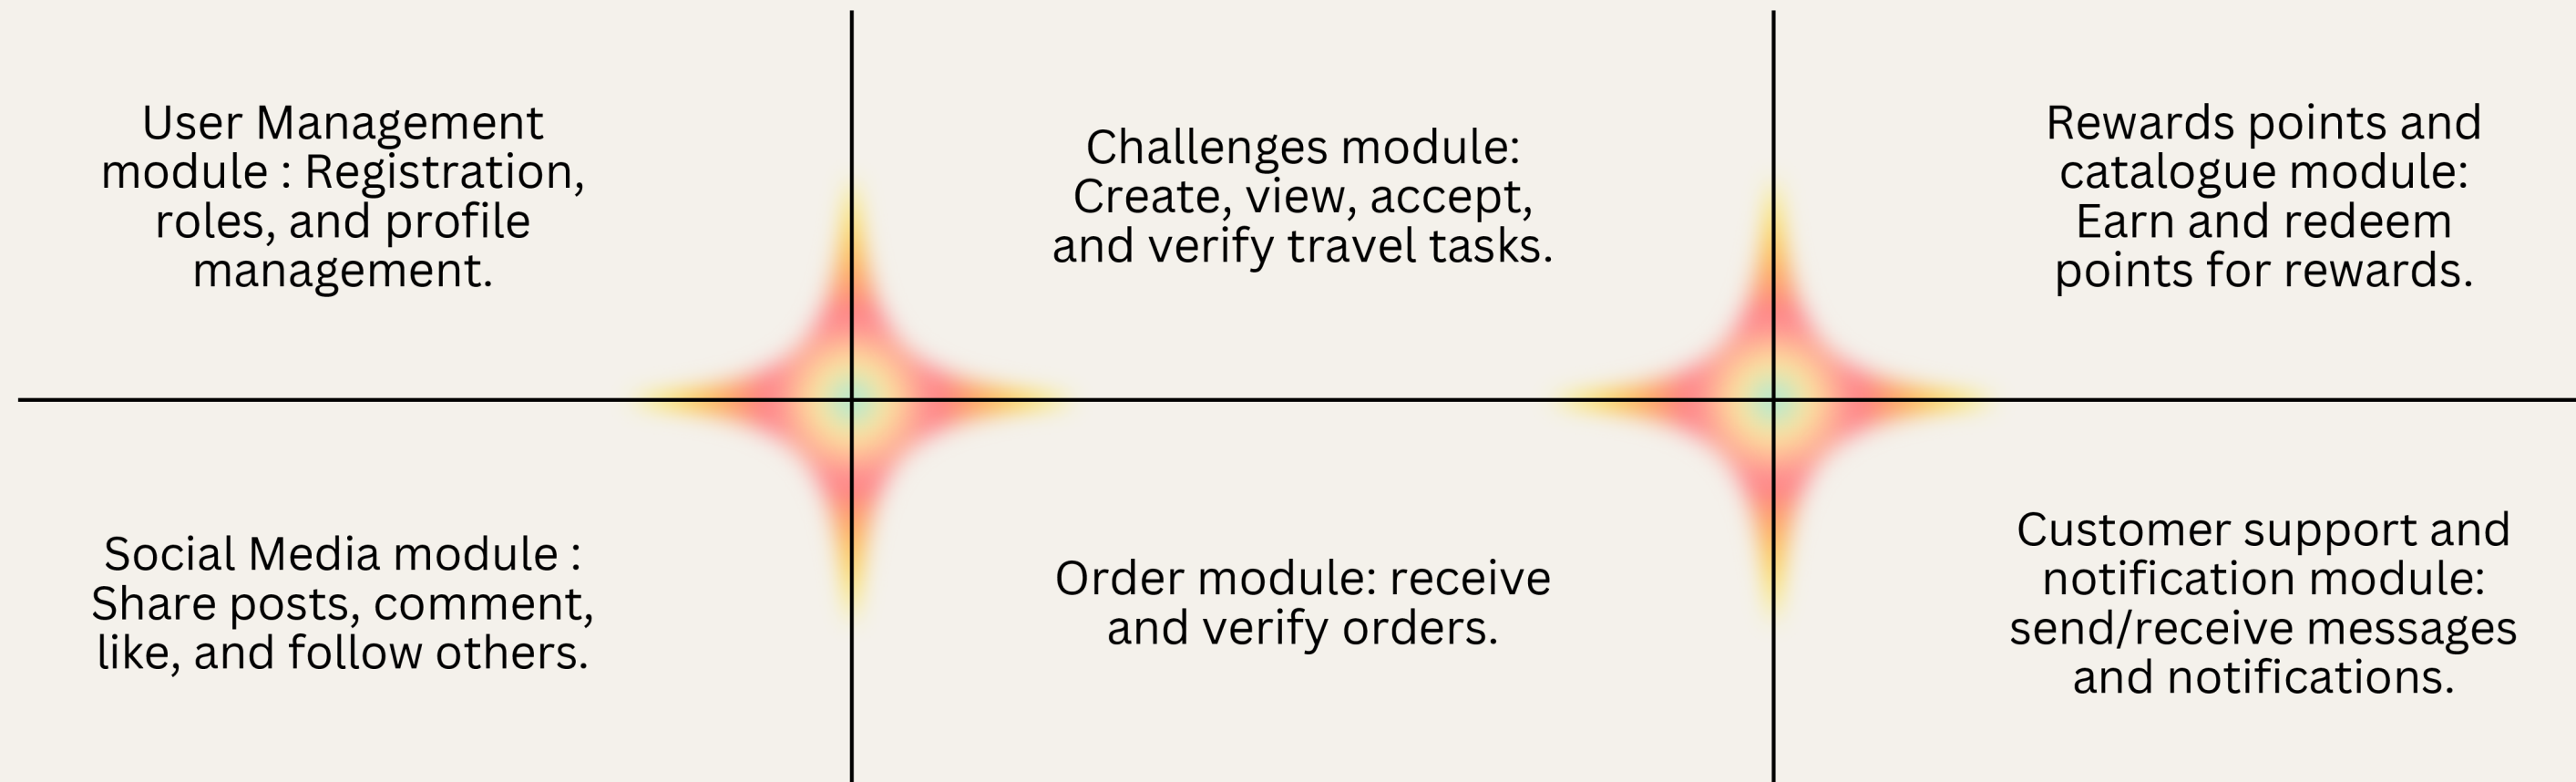 User Management
module : Registration,
roles, and profile
management.
Challenges module:
Create, view, accept,
and verify travel tasks.
Rewards points and
catalogue module:
Earn and redeem
points for rewards.
Social Media module :
Share posts, comment,
like, and follow others.
Order module: receive
and verify orders.
Customer support and
notification module:
send/receive messages
and notifications.